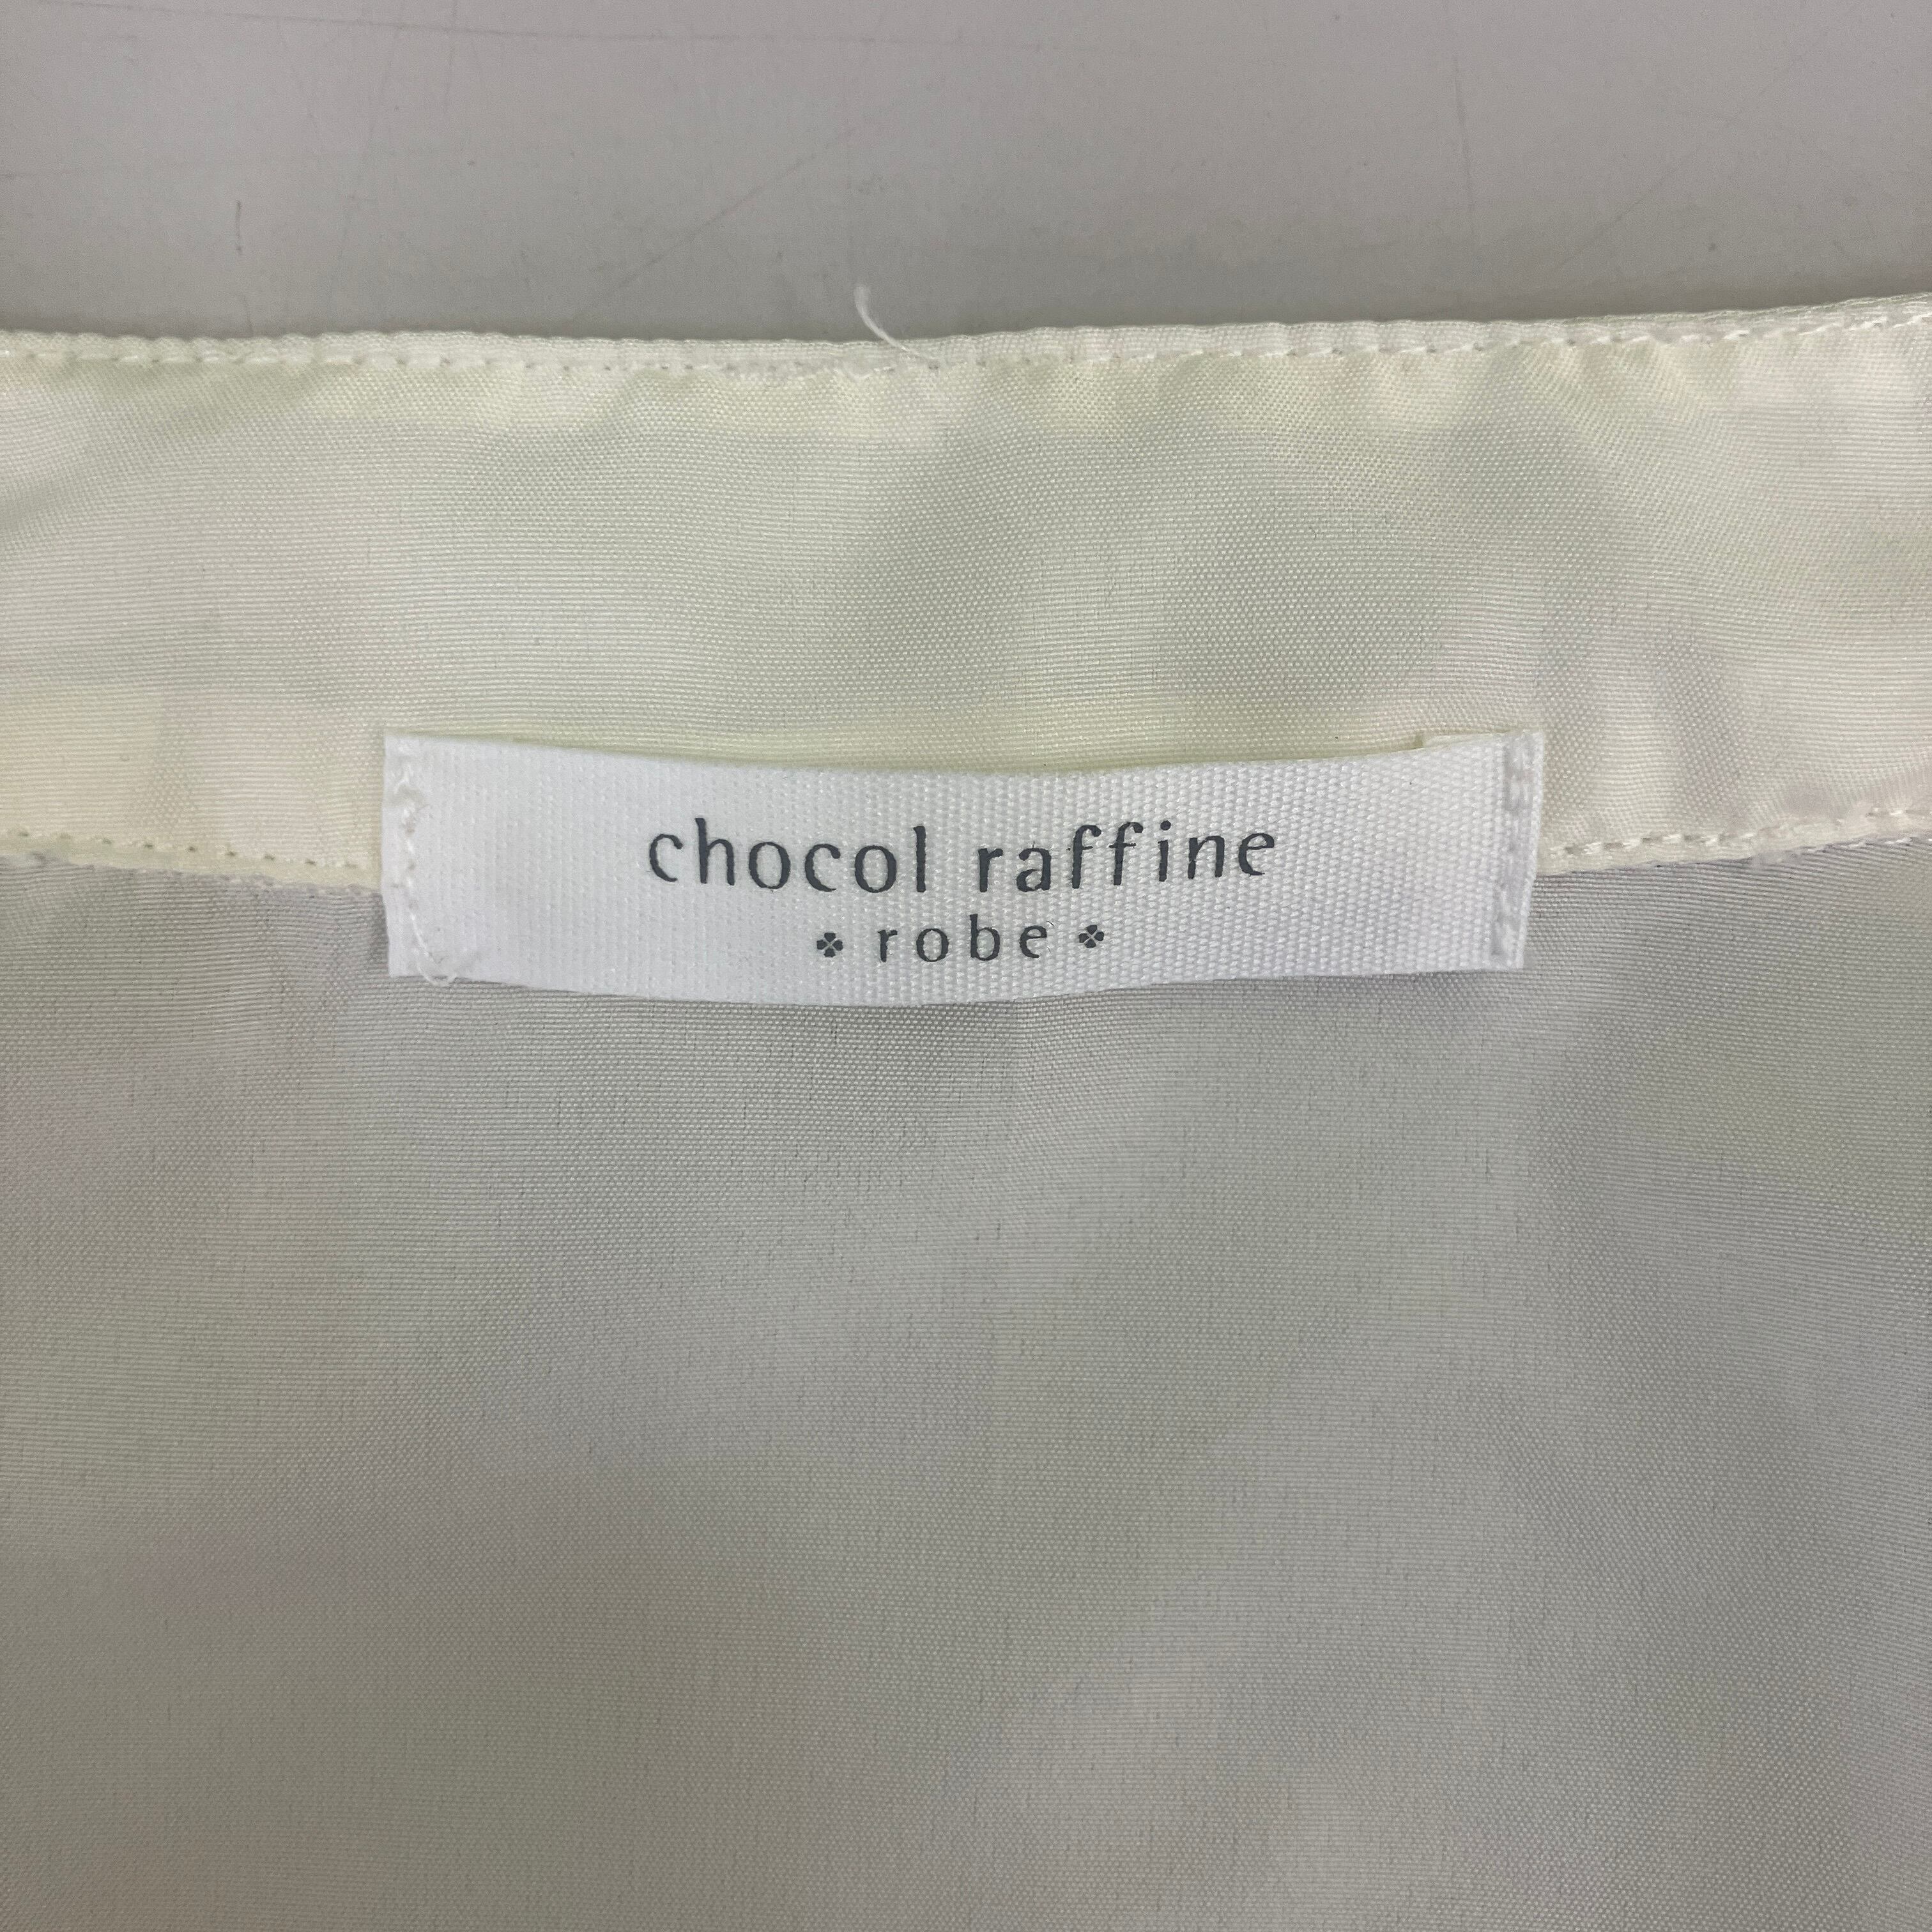 chocol raffine
robe